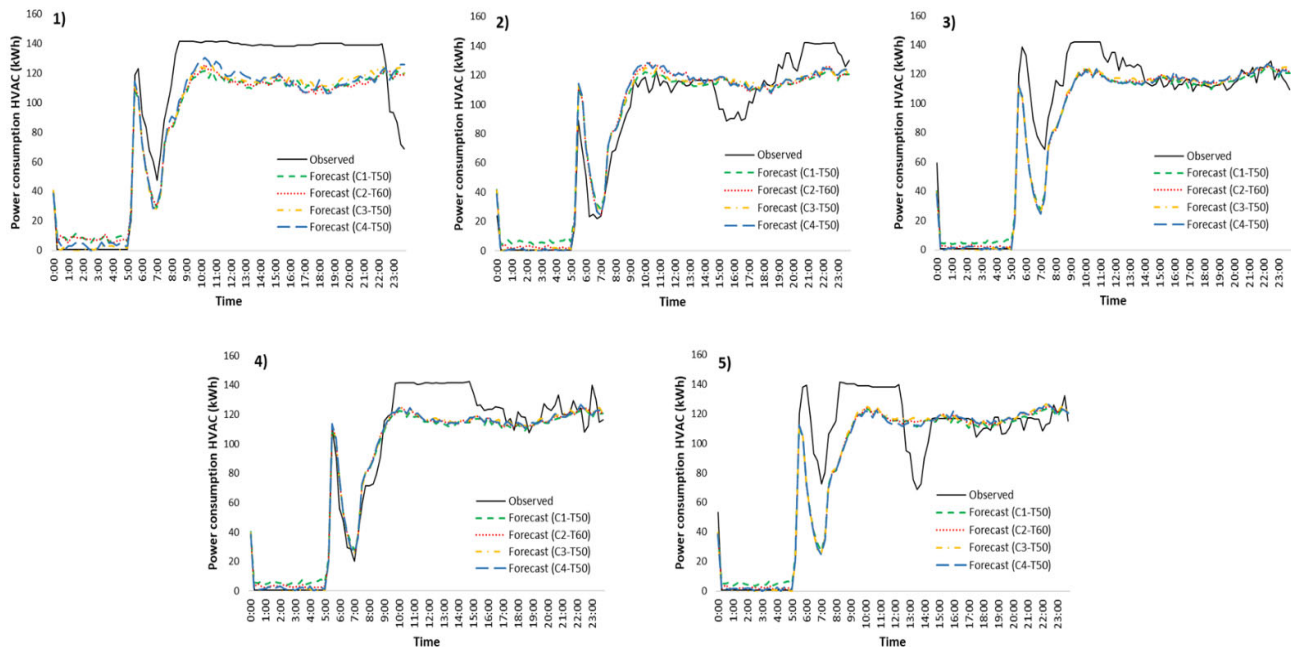 1)
Power consumption HVAC (kWh)
160
140
120
100
80
60
40
20
0
Observed
Forecast (C1-T50)
Forecast (C2-T60)
Forecast (C3-T50)
Forecast (C4-T50)
0:00 1:00 2:00 3:00 4:00 5:00 6:00 7:00 8:00 9:00 10:00 11:00 12:00 13:00 14:00 15:00 16:00 17:00 18:00 19:00 20:00 21:00 22:00 23:00
Time
2)
Power consumption HVAC (kWh)
160
140
120
100
80
60
40
20
0
Observed
Forecast (C1-T50)
Forecast (C2-T60)
Forecast (C3-T50)
Forecast (C4-T50)
0:00 1:00 2:00 3:00 4:00 5:00 6:00 7:00 8:00 9:00 10:00 11:00 12:00 13:00 14:00 15:00 16:00 17:00 18:00 19:00 20:00 21:00 22:00 23:00
Time
3)
Power consumption HVAC (kWh)
160
140
120
100
80
60
40
20
0
Observed
Forecast (C1-T50)
Forecast (C2-T60)
Forecast (C3-T50)
Forecast (C4-T50)
0:00 1:00 2:00 3:00 4:00 5:00 6:00 7:00 8:00 9:00 10:00 11:00 12:00 13:00 14:00 15:00 16:00 17:00 18:00 19:00 20:00 21:00 22:00 23:00
Time
4)
Power consumption HVAC (kWh)
160
140
120
100
80
60
40
20
0
Observed
Forecast (C1-T50)
Forecast (C2-T60)
Forecast (C3-T50)
Forecast (C4-T50)
0:00 1:00 2:00 3:00 4:00 5:00 6:00 7:00 8:00 9:00 10:00 11:00 12:00 13:00 14:00 15:00 16:00 17:00 18:00 19:00 20:00 21:00 22:00 23:00
Time
5)
Power consumption HVAC (kWh)
160
140
120
100
80
60
40
20
0
Observed
Forecast (C1-T50)
Forecast (C2-T60)
Forecast (C3-T50)
Forecast (C4-T50)
0:00 1:00 2:00 3:00 4:00 5:00 6:00 7:00 8:00 9:00 10:00 11:00 12:00 13:00 14:00 15:00 16:00 17:00 18:00 19:00 20:00 21:00 22:00 23:00
Time